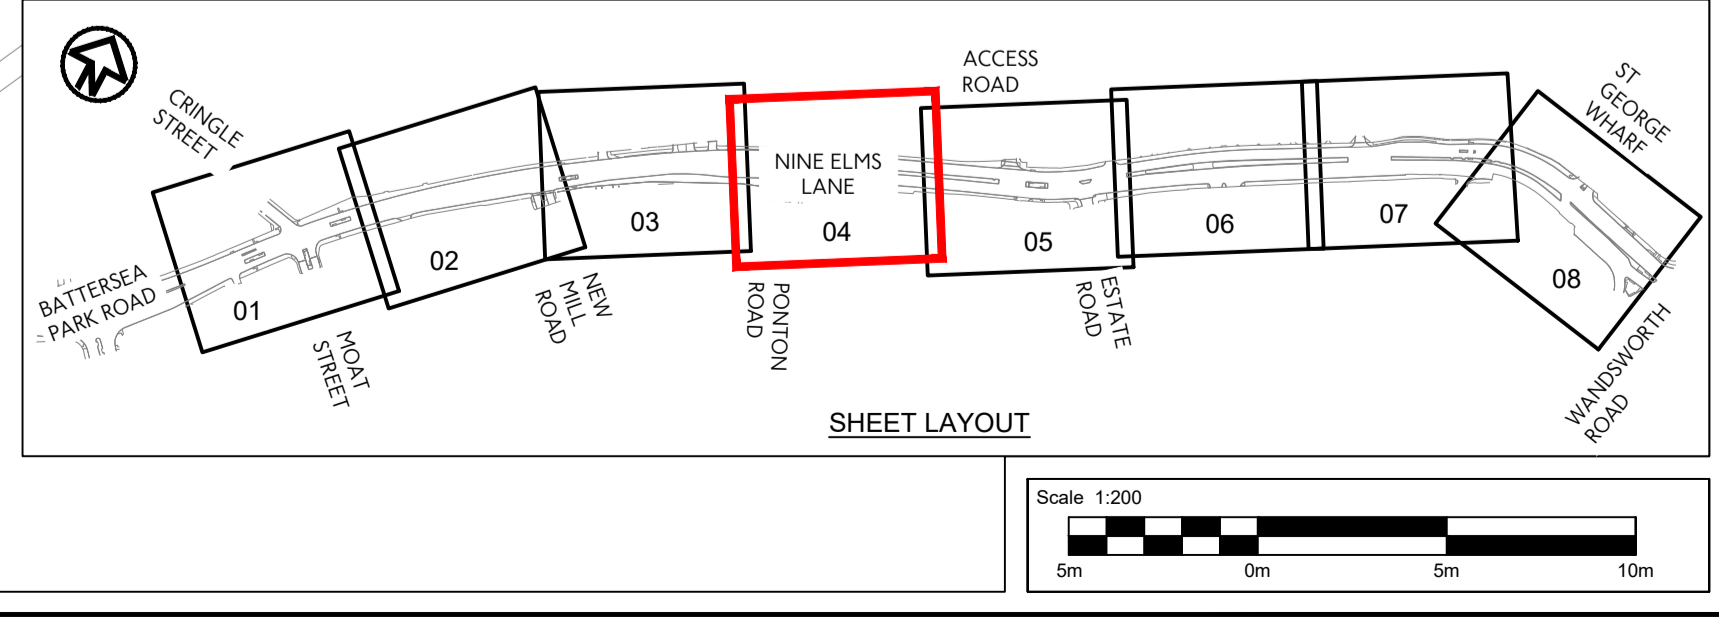 N
CRINGLE
STREET
ACCESS
ROAD
ST
GEORGE
WHARF
NINE ELMS
LANE
01
02
03
04
05
06
07
08
BATTERSEA
PARK ROAD
MOAT
STREET
NEW
MILL
ROAD
PONTON
ROAD
ESTATE
ROAD
WANDSWORTH
ROAD
SHEET LAYOUT
Scale 1:200
5m 0m 5m 10m